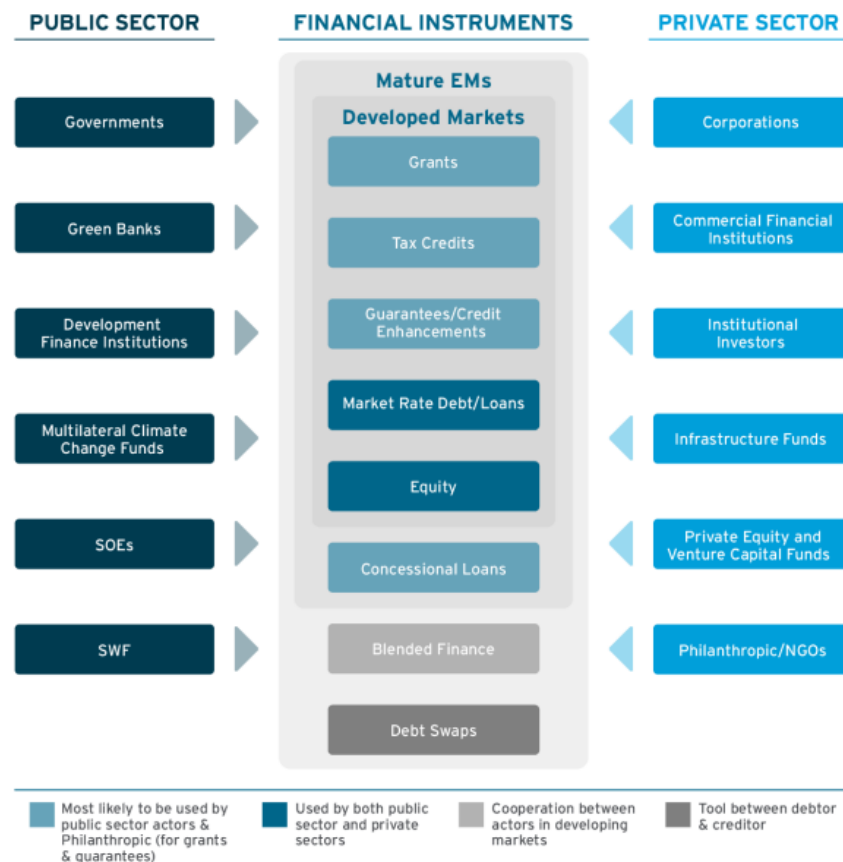 PUBLIC SECTOR
FINANCIAL INSTRUMENTS
PRIVATE SECTOR
Mature EMs
Developed Markets
Governments
Grants
Corporations
Green Banks
Tax Credits
Commercial Financial
Institutions
Development
Finance Institutions
Guarantees/Credit
Enhancements
Institutional
Investors
Multilateral Climate
Change Funds
Market Rate Debt/Loans
Infrastructure Funds
Equity
SOEs
Concessional Loans
Private Equity and
Venture Capital Funds
SWF
Blended Finance
Philanthropic/NGOs
Debt Swaps
Most likely to be used by
public sector actors &
Philanthropic (for grants
& guarantees)
Used by both public
sector and private
sectors
Cooperation between
actors in developing
markets
Tool between debtor
& creditor